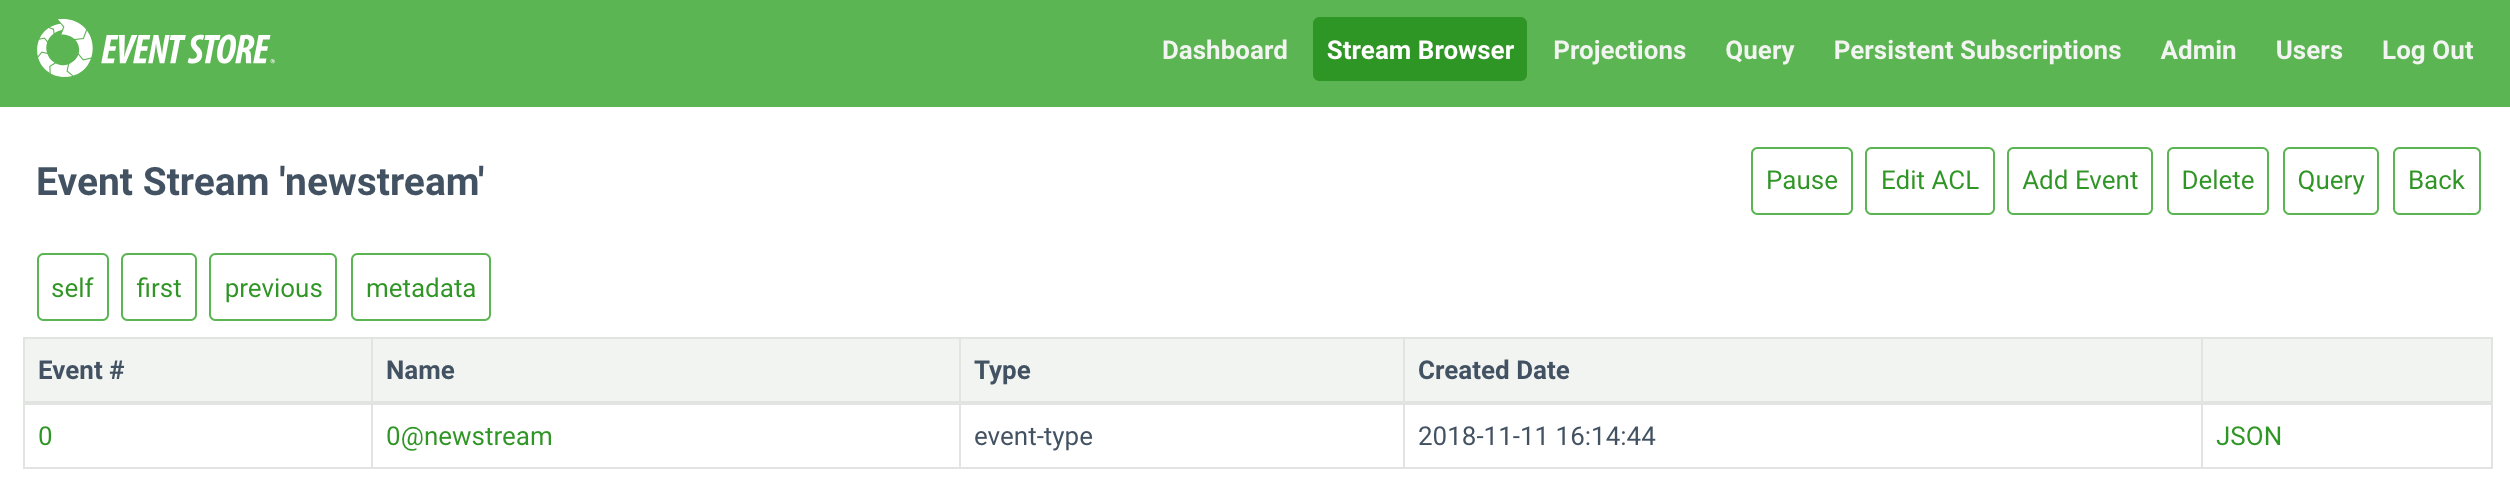 EVENT STORE Dashboard Stream Browser Projections Query Persistent Subscriptions Admin Users Log Out
Event Stream 'newstream' Pause Edit ACL Add Event Delete Query Back
self first previous metadata
Event # Name Type Created Date
0 0@newstream event-type 2018-11-11 16:14:44 JSON